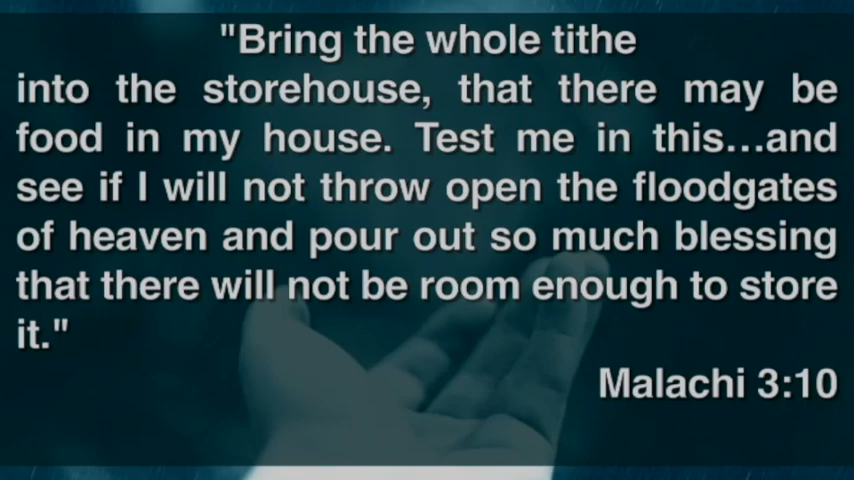 "Bring the whole tithe
into the storehouse, that there may be
food in my house. Test me in this...and
see if I will not throw open the floodgates
of heaven and pour out so much blessing
that there will not be room enough to store
it."
Malachi 3:10